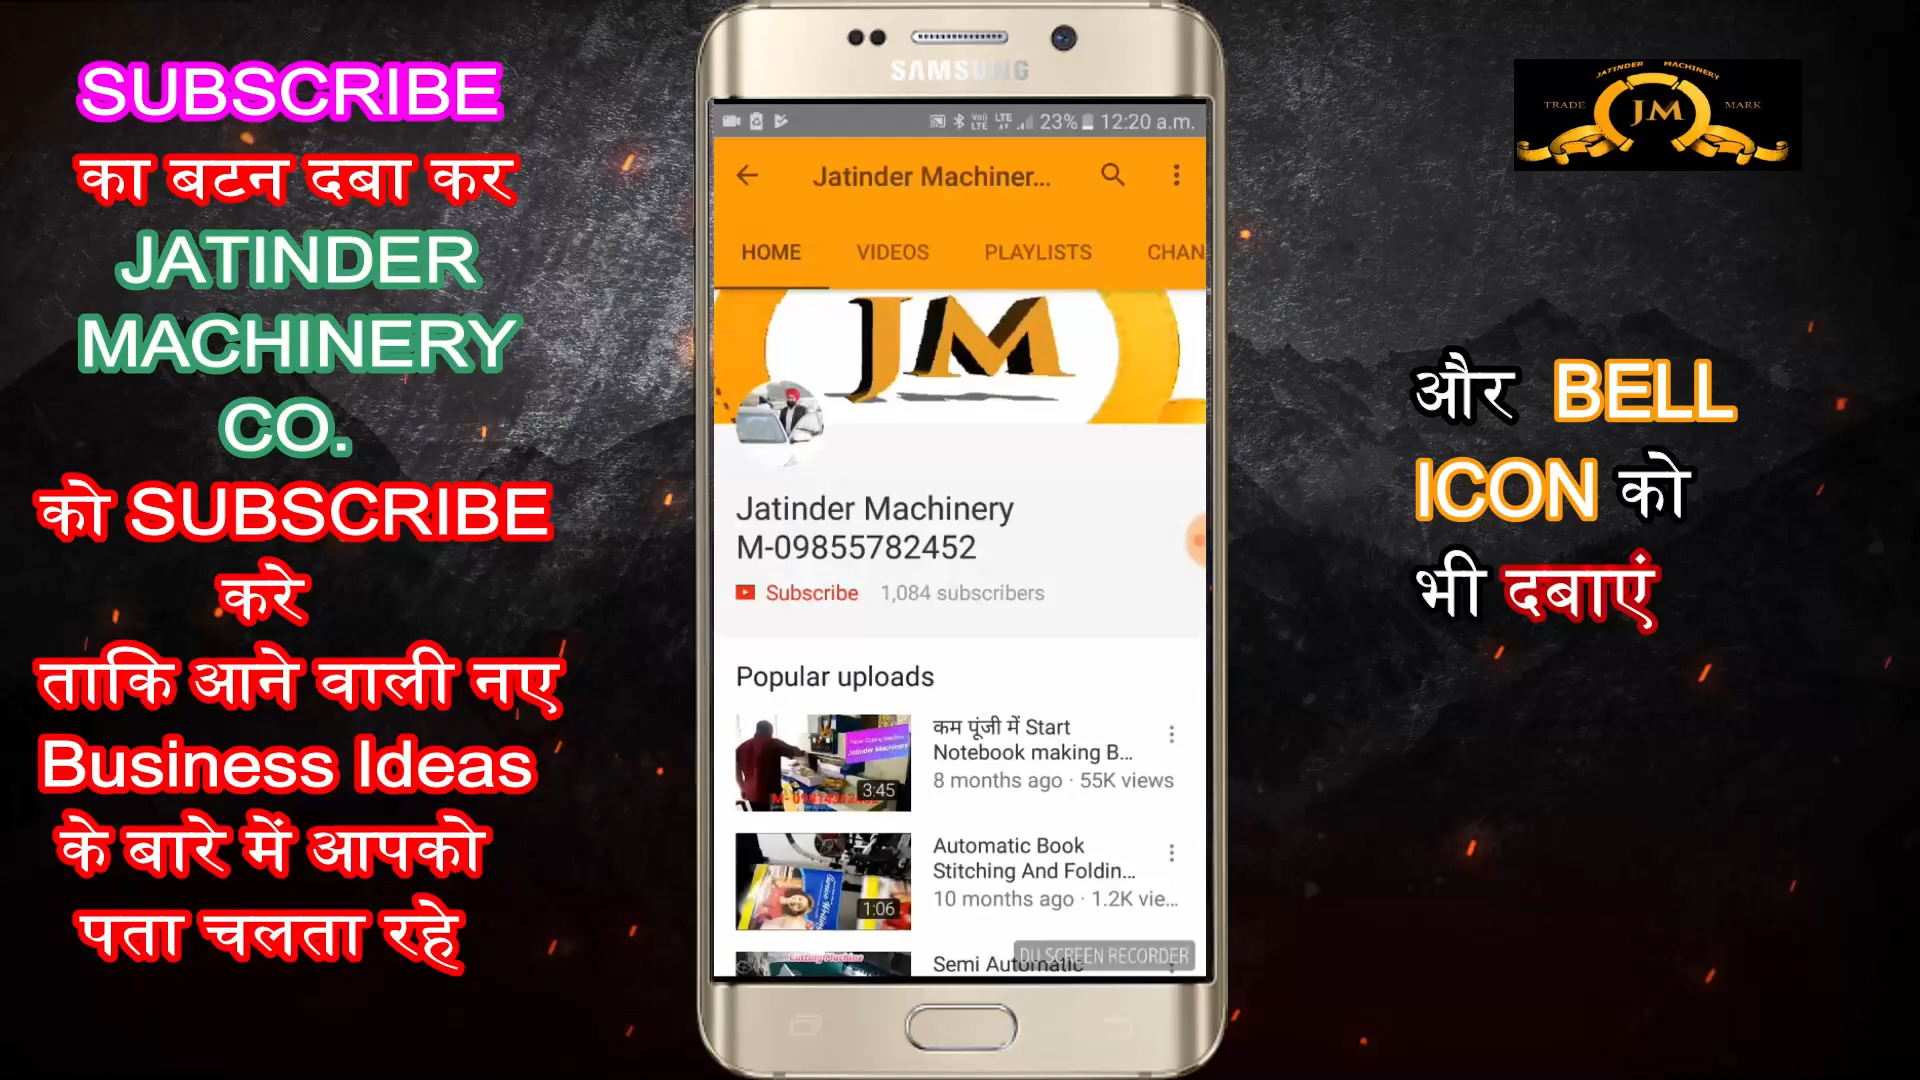 SUBSCRIBE
का बटन दबा कर
JATINDER
MACHINERY
CO.
को SUBSCRIBE
करे
ताकि आने वाली नए
Business Ideas
के बारे में आपको
पता चलता रहे
SAMSUNG
23% 12:20 a.m.
Jatinder Machiner...
HOME VIDEOS PLAYLISTS CHAN
JM
Jatinder Machinery
M-09855782452
Subscribe 1,084 subscribers
Popular uploads
कम पूंजी में Start
Notebook making B...
8 months ago · 55K views
3:45
Automatic Book
Stitching And Foldin...
10 months ago · 1.2K vie...
1:06
Cutting Machine
Semi Automatic
DU SCREEN RECORDER
JATINDER MACHINERY
TRADE JM MARK
और BELL
ICON को
भी दबाएं